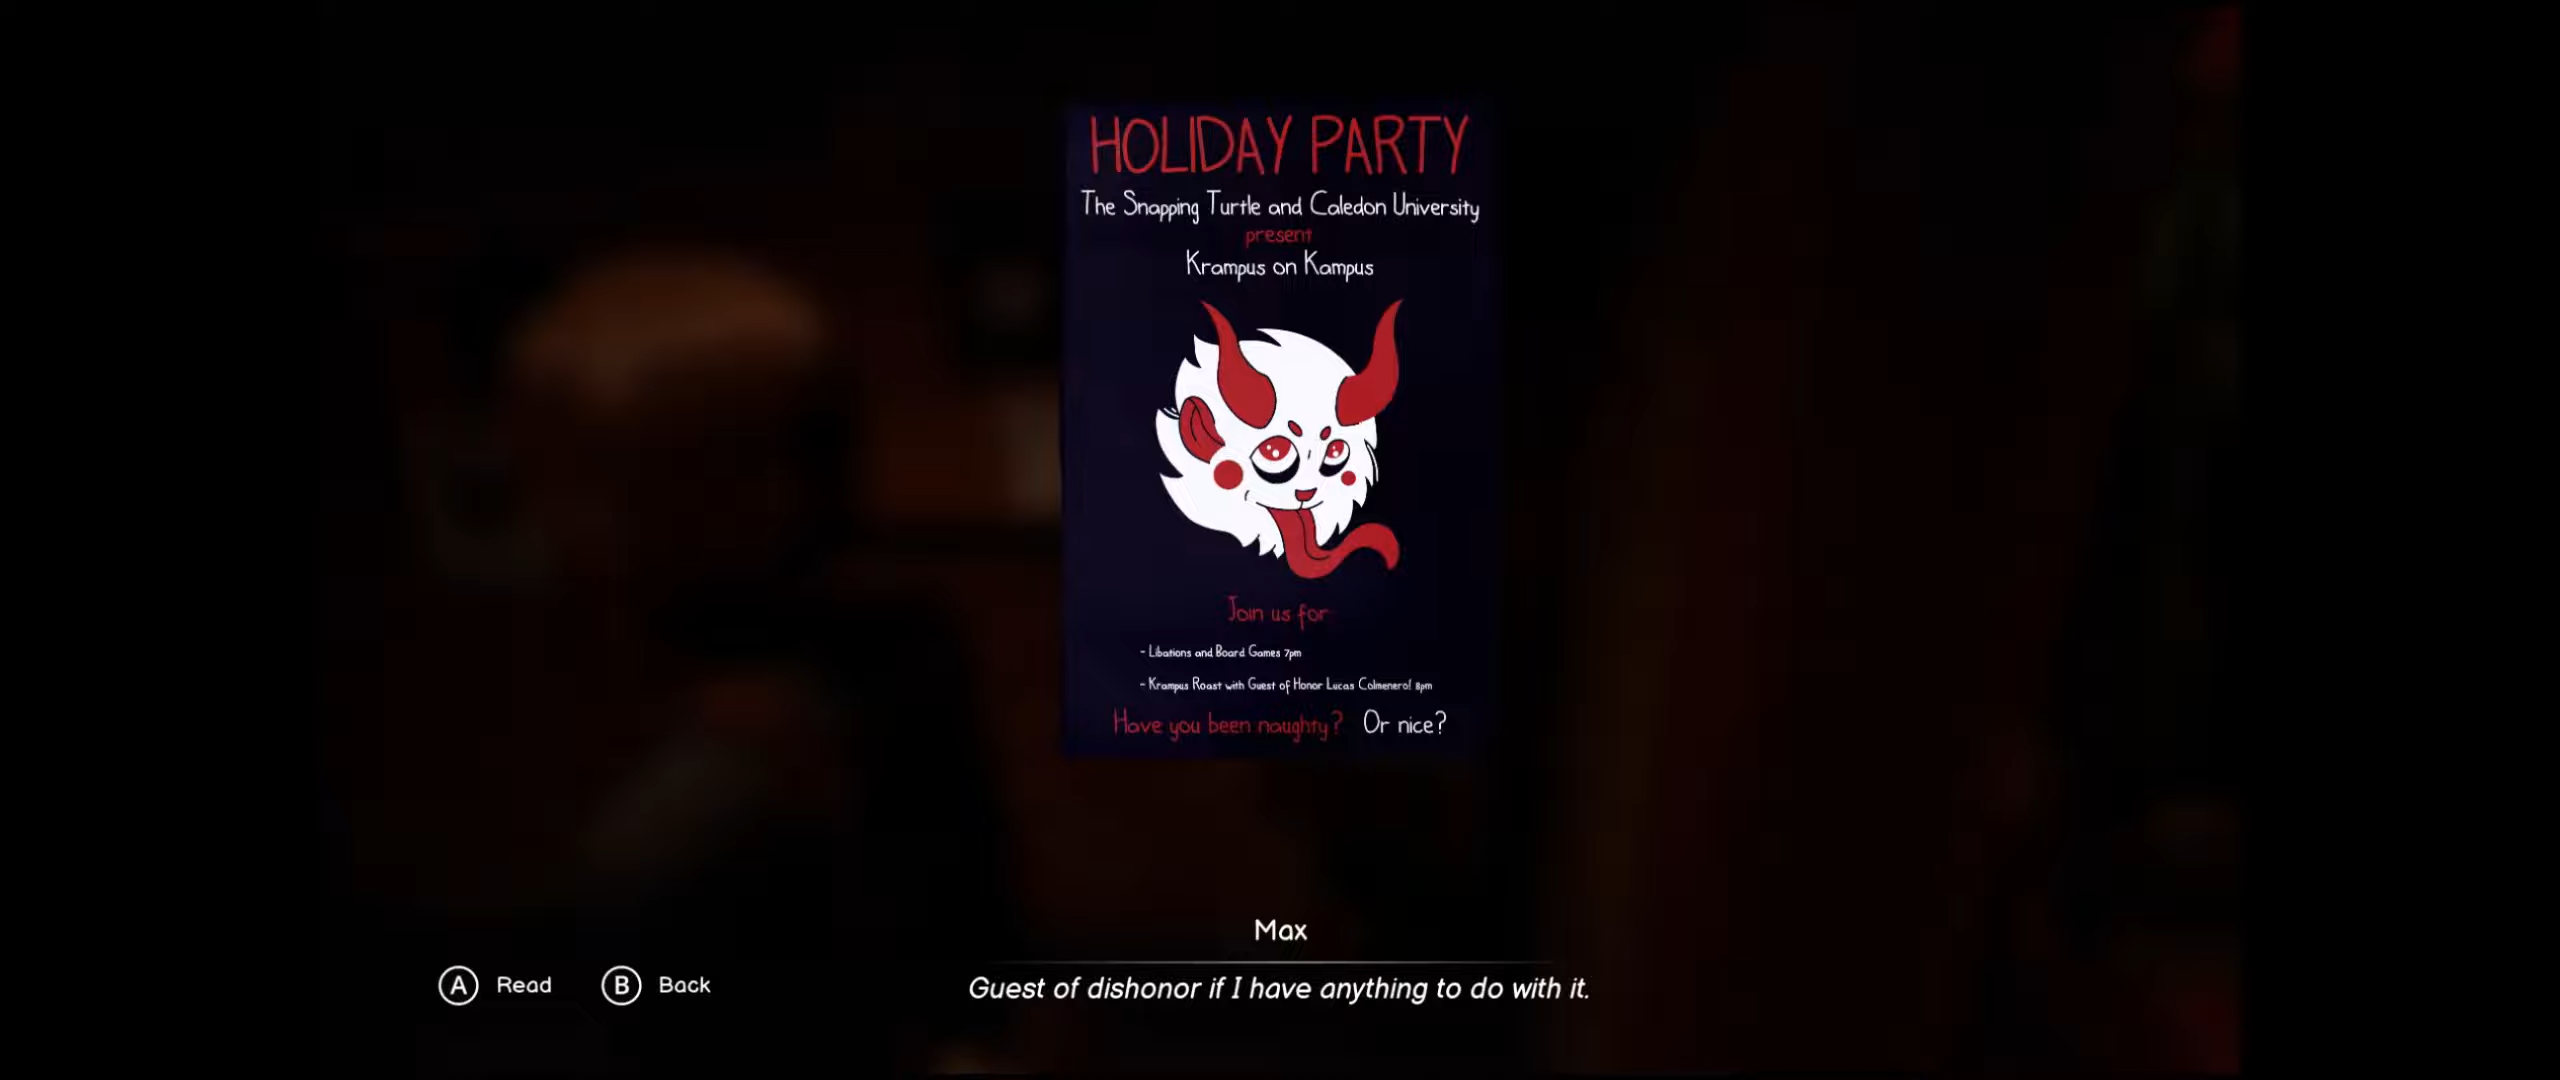 HOLIDAY PARTY
The Snapping Turtle and Caledon University
present
Krampus on Kampus
Join us for
- Libations and Board Games 7pm
- Krampus Roast with Guest of Honor Lucas Colmenero! 8pm
Have you been naughty? Or nice?
Max
Guest of dishonor if I have anything to do with it.
A Read B Back